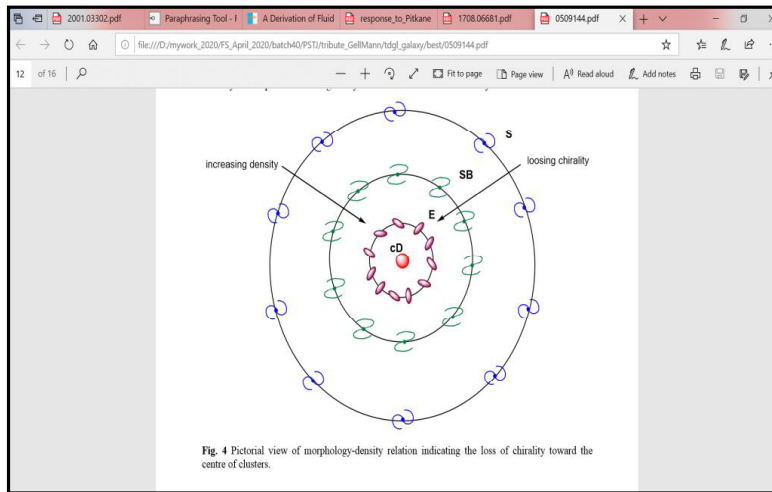 2001.03302.pdf
Paraphrasing Tool - F
A Derivation of Fluid
response_to_Pitkane
1708.06681.pdf
0509144.pdf
file:///D:/mywork_2020/FS_April_2020/batch40/PSTJ/tribute_GellMann/tdgl_galaxy/best/0509144.pdf
12 of 16
Fit to page
Page view
Read aloud
Add notes
S
increasing density
loosing chirality
SB
E
cD
Fig. 4 Pictorial view of morphology-density relation indicating the loss of chirality toward the
centre of clusters.